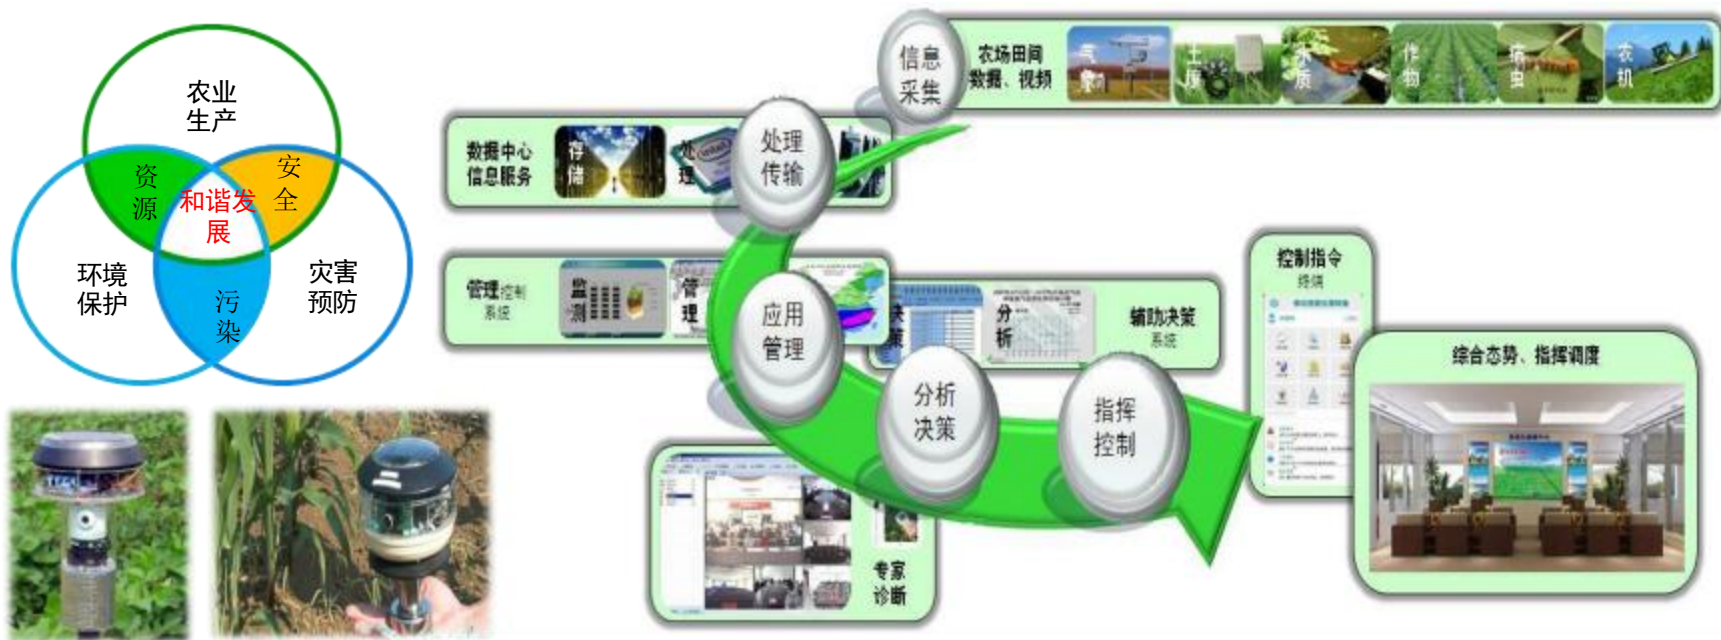 农业
生产
资
源
安
全
和谐发
展
环境
保护
灾害
预防
污
染
信息
采集
农场田间
数据、视频
气
象
土
壤
水
质
作
物
病
虫
农
机
数据中心
信息服务
存
储
处
理
处理
传输
管理控制
系统
监
测
管
理
应用
管理
决
策
分
析
辅助决策
系统
分析
决策
指挥
控制
专家
诊断
控制指令
终端
综合态势、指挥调度